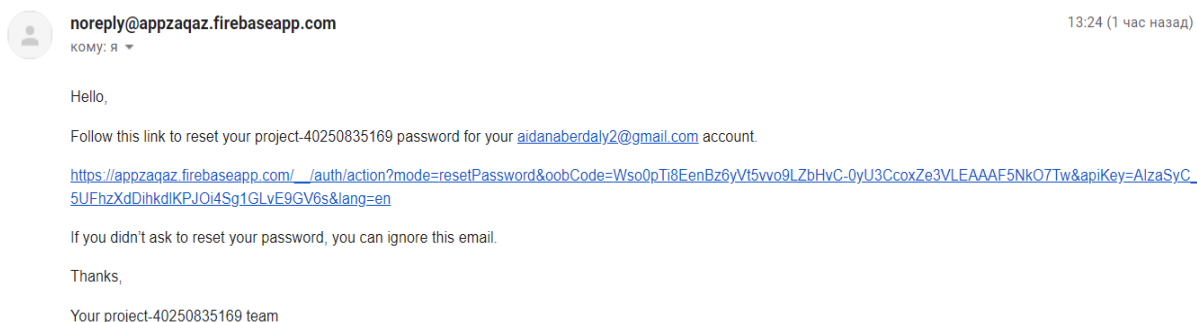 noreply@appzaqaz.firebaseapp.com
13:24 (1 час назад)
кому: я
Hello,
Follow this link to reset your project-40250835169 password for your aidanaberdaly2@gmail.com account.
https://appzaqaz.firebaseapp.com/__/auth/action?mode=resetPassword&oobCode=Wso0pTi8EenBz6yVt5vvo9LZbHvC-0yU3CcoxZe3VLEAAAF5NkO7Tw&apiKey=AIzaSyC_
5UFhzXdDihkdlKPJOi4Sg1GLvE9GV6s&lang=en
If you didn’t ask to reset your password, you can ignore this email.
Thanks,
Your project-40250835169 team